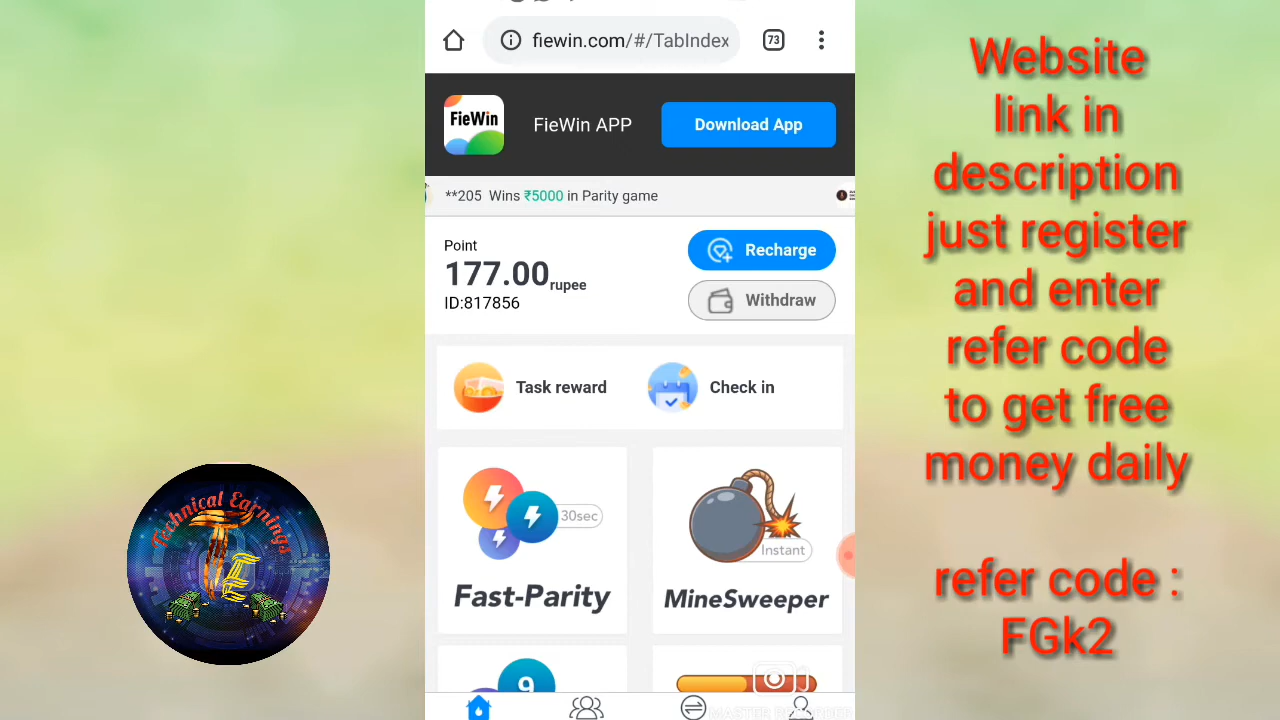 fiewin.com/#/TabIndex
73
FieWin
FieWin APP
Download App
**205 Wins ₹5000 in Parity game
Point
177.00rupee
ID:817856
Recharge
Withdraw
Task reward
Check in
30sec
Fast-Parity
Instant
MineSweeper
9
Technical Earnings
TE
Website
link in
description
just register
and enter
refer code
to get free
money daily
refer code :
FGk2